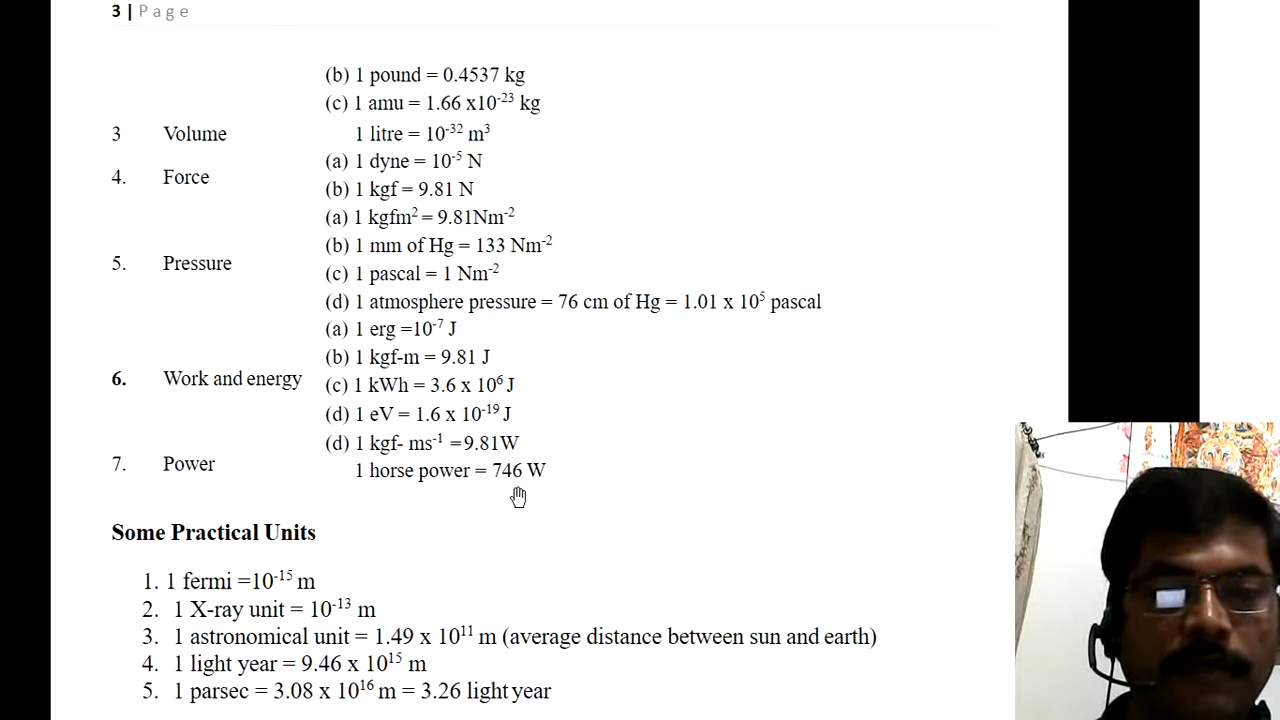 3 | Page
(b) 1 pound = 0.4537 kg
(c) 1 amu = 1.66 x10⁻²³ kg
3 Volume 1 litre = 10⁻³² m³
(a) 1 dyne = 10⁻⁵ N
4. Force
(b) 1 kgf = 9.81 N
(a) 1 kgfm² = 9.81Nm⁻²
(b) 1 mm of Hg = 133 Nm⁻²
5. Pressure
(c) 1 pascal = 1 Nm⁻²
(d) 1 atmosphere pressure = 76 cm of Hg = 1.01 x 10⁵ pascal
(a) 1 erg =10⁻⁷ J
(b) 1 kgf-m = 9.81 J
6. Work and energy
(c) 1 kWh = 3.6 x 10⁶ J
(d) 1 eV = 1.6 x 10⁻¹⁹ J
(d) 1 kgf- ms⁻¹ =9.81W
7. Power
1 horse power = 746 W
Some Practical Units
1. 1 fermi =10⁻¹⁵ m
2. 1 X-ray unit = 10⁻¹³ m
3. 1 astronomical unit = 1.49 x 10¹¹ m (average distance between sun and earth)
4. 1 light year = 9.46 x 10¹⁵ m
5. 1 parsec = 3.08 x 10¹⁶ m = 3.26 light year